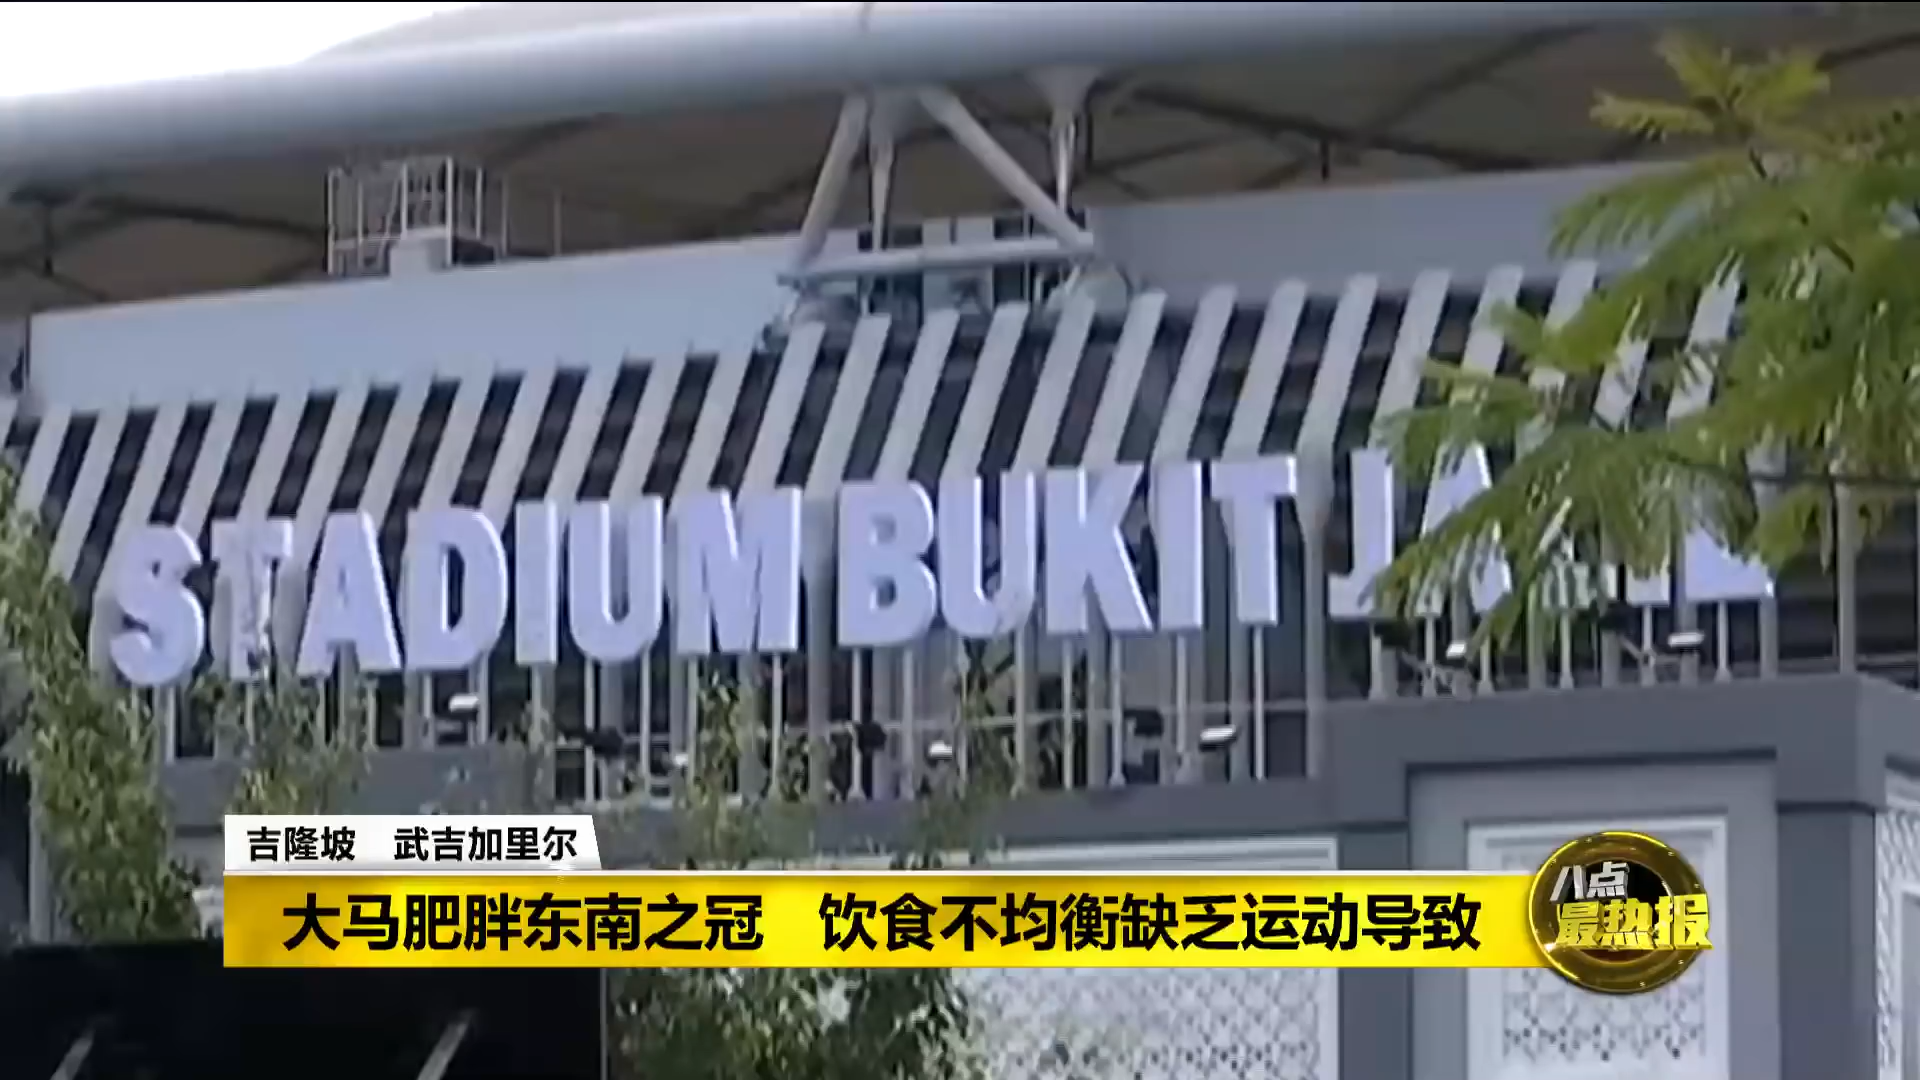 STADIUM BUKIT JA
吉隆坡 武吉加里尔
大马肥胖东南之冠 饮食不均衡缺乏运动导致
八点
最热报